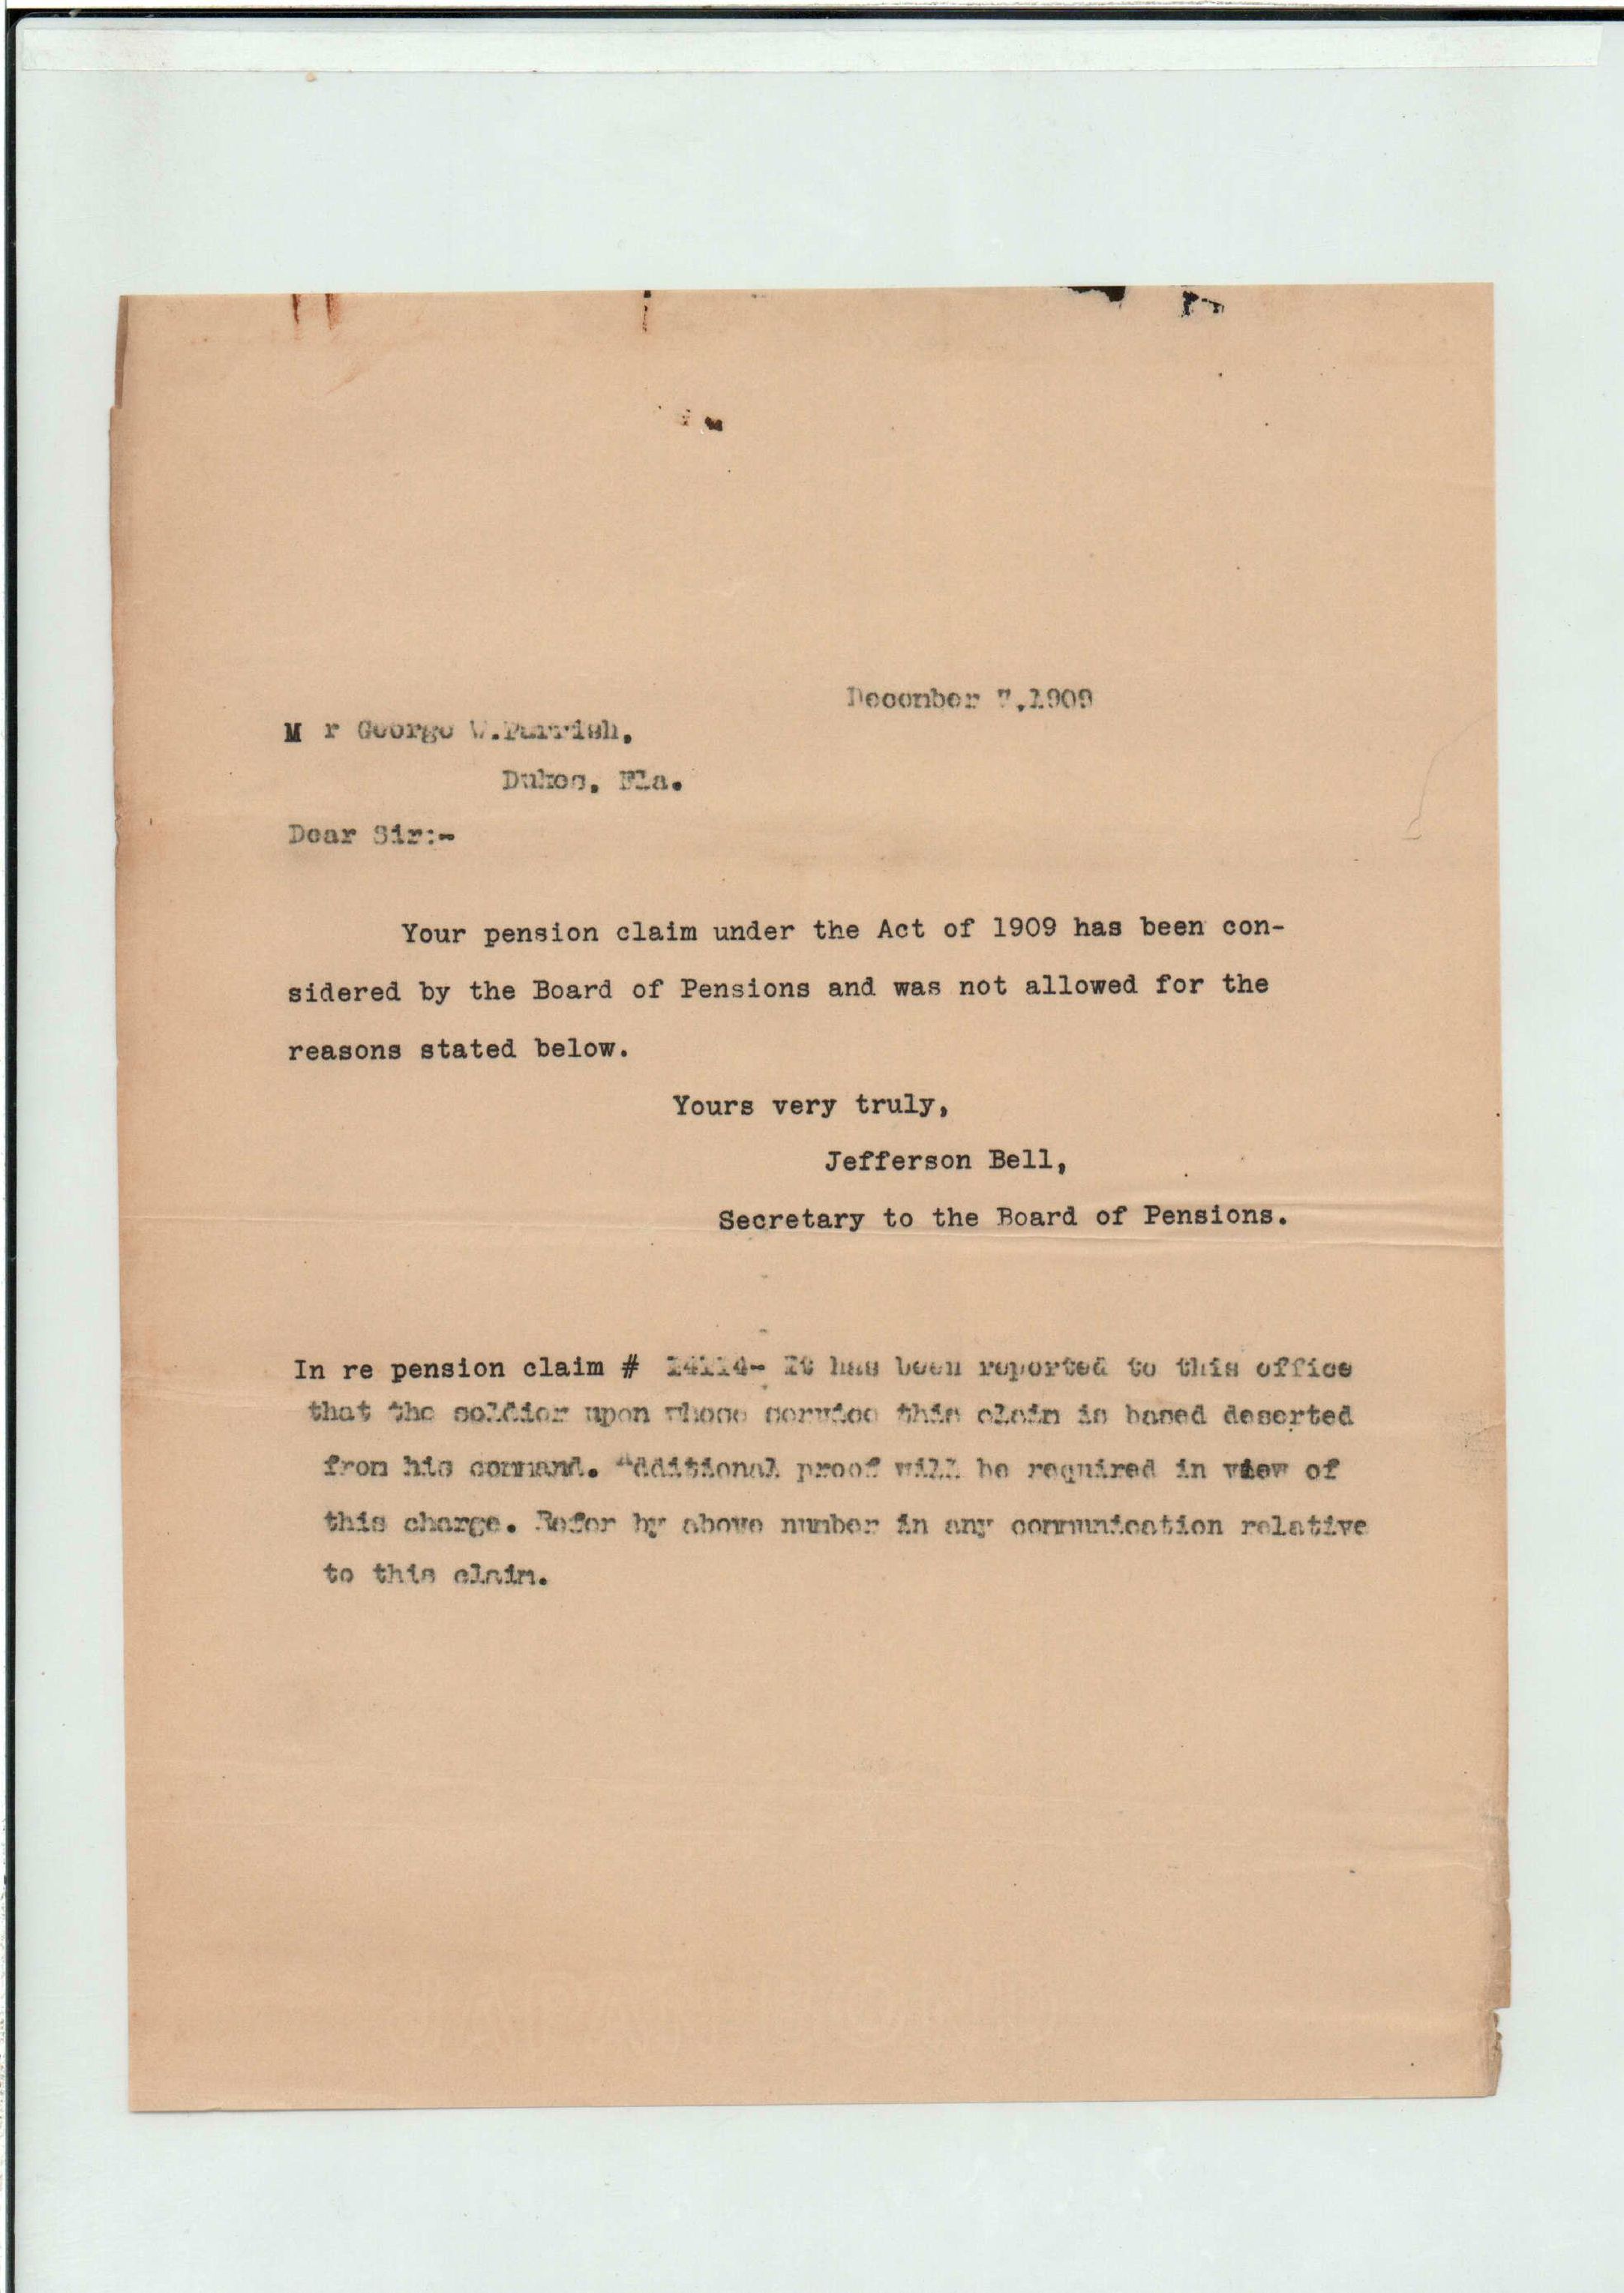 December 7,1909
M r George W.Parrish,
Dukes, Fla.
Dear Sir:-
Your pension claim under the Act of 1909 has been con-
sidered by the Board of Pensions and was not allowed for the
reasons stated below.
Yours very truly,
Jefferson Bell,
Secretary to the Board of Pensions.
In re pension claim # 14114- It has been reported to this office
that the soldier upon whose service this claim is based deserted
from his command. Additional proof will be required in view of
this charge. Refer by above number in any communication relative
to this claim.